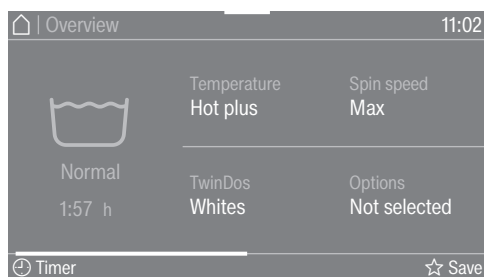 | Overview 11:02
Temperature Spin speed
Hot plus Max
Normal
TwinDos Options
1:57 h Whites Not selected
Timer Save